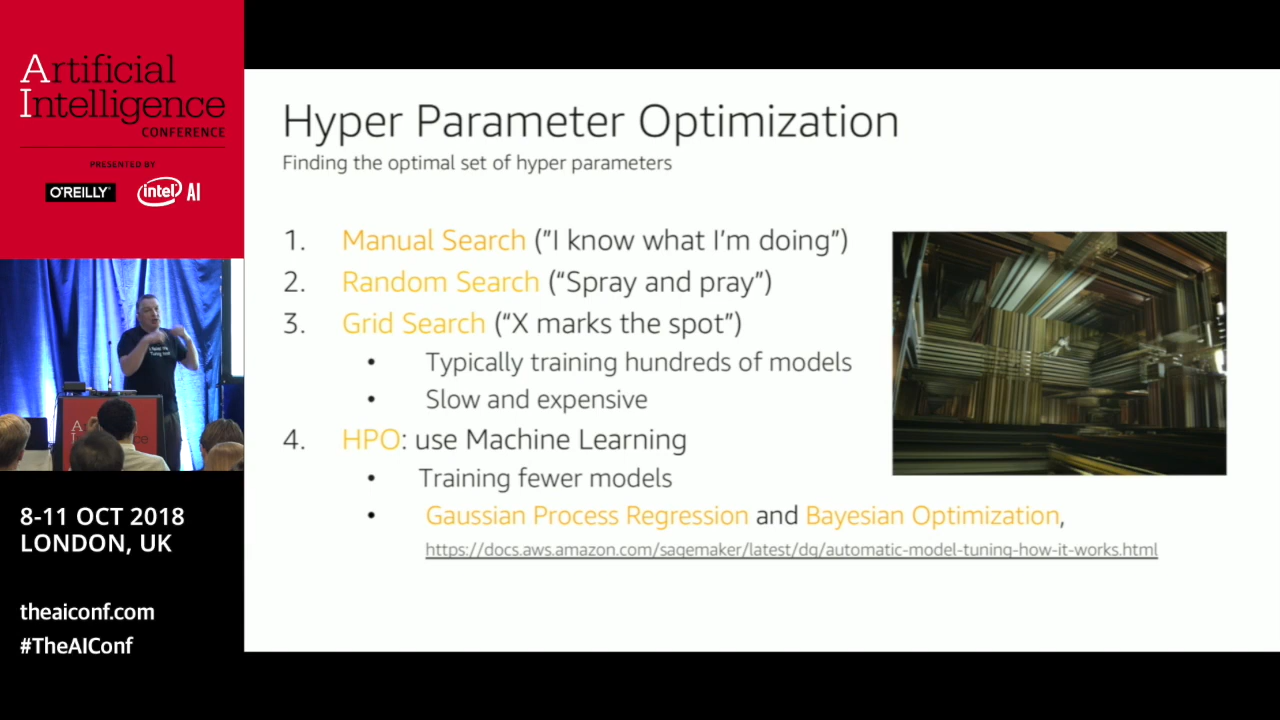 Artificial
Intelligence
CONFERENCE
PRESENTED BY
O'REILLY®
intel® AI
8-11 OCT 2018
LONDON, UK
theaiconf.com
#TheAIConf
Hyper Parameter Optimization
Finding the optimal set of hyper parameters
1. Manual Search (”I know what I’m doing”)
2. Random Search (“Spray and pray”)
3. Grid Search (“X marks the spot”)
• Typically training hundreds of models
• Slow and expensive
4. HPO: use Machine Learning
• Training fewer models
• Gaussian Process Regression and Bayesian Optimization,
https://docs.aws.amazon.com/sagemaker/latest/dg/automatic-model-tuning-how-it-works.html